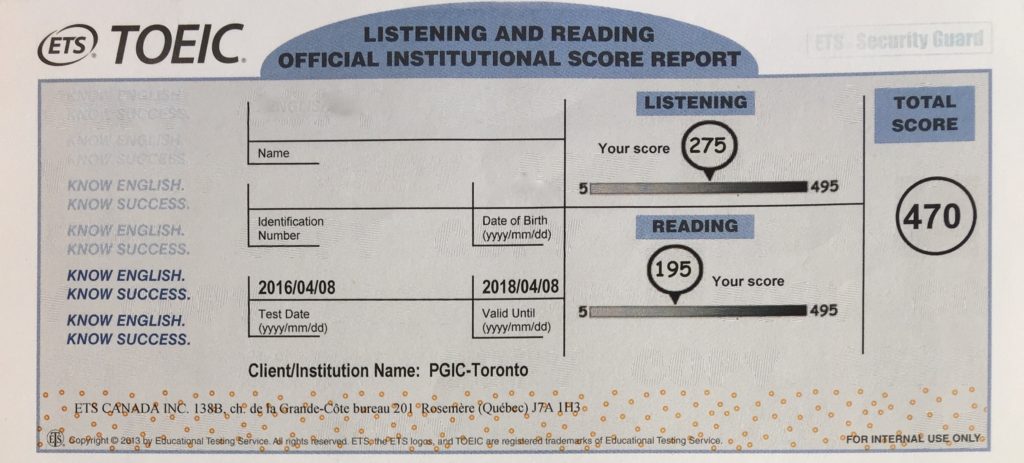 ETS TOEIC
LISTENING AND READING
OFFICIAL INSTITUTIONAL SCORE REPORT
ETS Security Guard
KNOW ENGLISH.
KNOW SUCCESS.
KNOW ENGLISH.
KNOW SUCCESS.
KNOW ENGLISH.
KNOW SUCCESS.
KNOW ENGLISH.
KNOW SUCCESS.
KNOW ENGLISH.
KNOW SUCCESS.
KNOW ENGLISH.
KNOW SUCCESS.
Name
Identification
Number
Date of Birth
(yyyy/mm/dd)
2016/04/08
Test Date
(yyyy/mm/dd)
2018/04/08
Valid Until
(yyyy/mm/dd)
Client/Institution Name: PGIC-Toronto
LISTENING
Your score 275
5 495
READING
195 Your score
5 495
TOTAL
SCORE
470
ETS CANADA INC. 138B, ch. de la Grande-Côte bureau 201 Rosemère (Québec) J7A 1H3
ETS Copyright © 2013 by Educational Testing Service. All rights reserved. ETS, the ETS logos, and TOEIC are registered trademarks of Educational Testing Service.
FOR INTERNAL USE ONLY